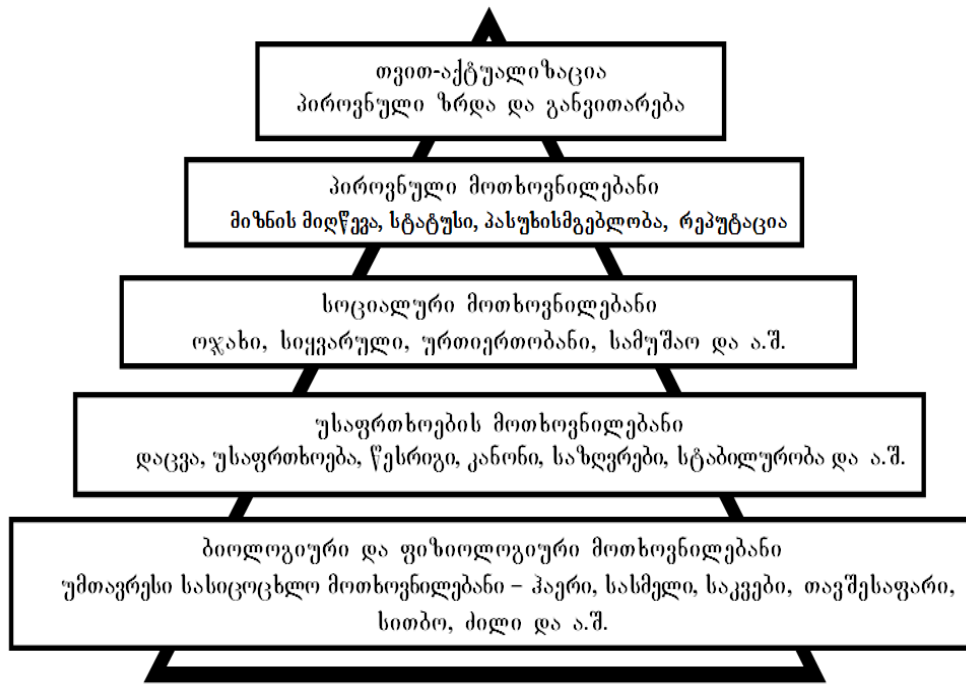 თვით-აქტუალიზაცია
პიროვნული ზრდა და განვითარება
პიროვნული მოთხოვნილებანი
მიზნის მიღწევა, სტატუსი, პასუხისმგებლობა, რეპუტაცია
სოციალური მოთხოვნილებანი
ოჯახი, სიყვარული, ურთიერთობანი, სამუშაო და ა.შ.
უსაფრთხოების მოთხოვნილებანი
დაცვა, უსაფრთხოება, წესრიგი, კანონი, საზღვრები, სტაბილურობა და ა.შ.
ბიოლოგიური და ფიზიოლოგიური მოთხოვნილებანი
უმთავრესი სასიცოცხლო მოთხოვნილებანი – ჰაერი, სასმელი, საკვები, თავშესაფარი,
სითბო, ძილი და ა.შ.